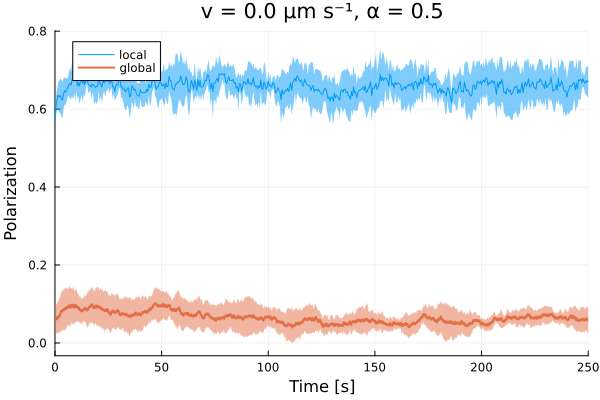 v = 0.0 μm s⁻¹, α = 0.5
0.8
0.6
0.4
0.2
0.0
Polarization
local
global
0
50
100
150
200
250
Time [s]